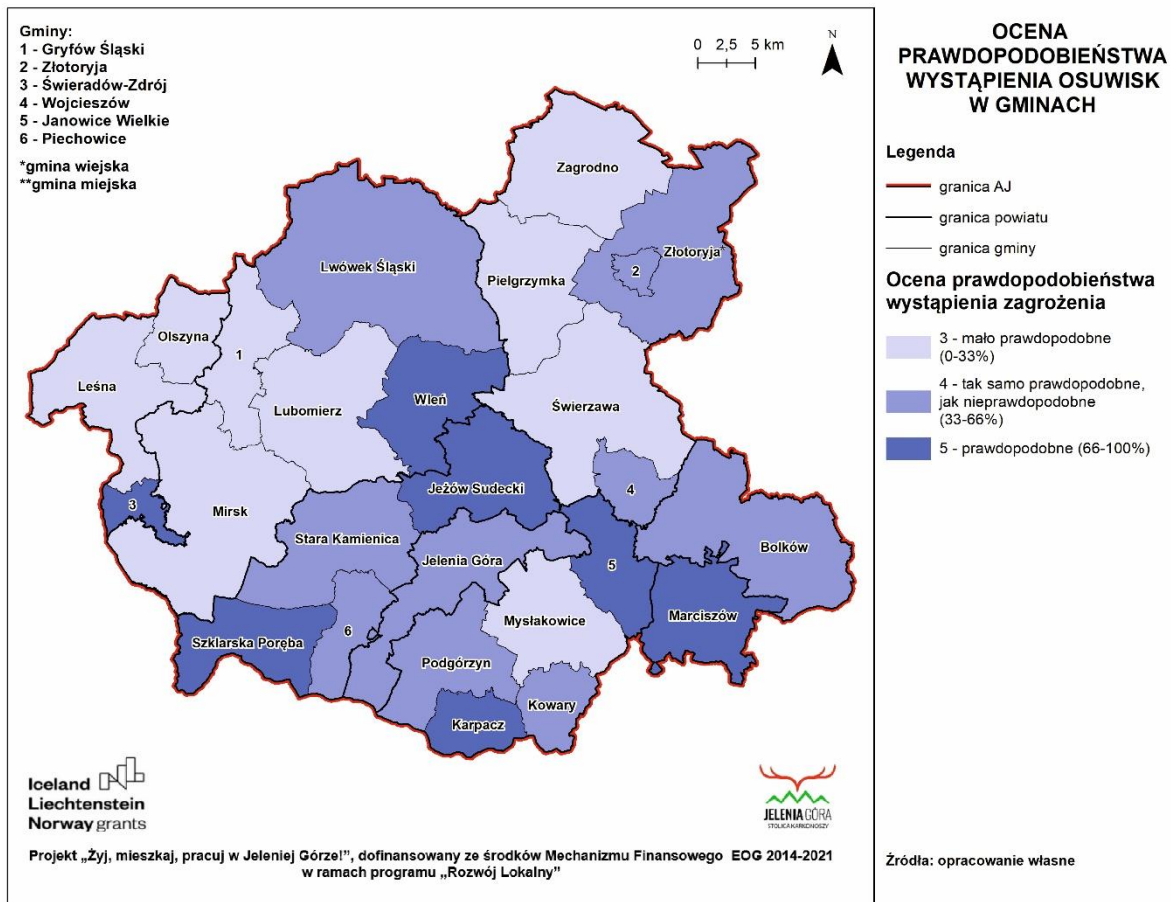 Gminy:
1 - Gryfów Śląski
2 - Złotoryja
3 - Świeradów-Zdrój
4 - Wojcieszów
5 - Janowice Wielkie
6 - Piechowice
*gmina wiejska
**gmina miejska
0 2,5 5 km
N
Zagrodno
Złotoryja*
2
Lwówek Śląski
Pielgrzymka
Olszyna
1
Leśna
Lubomierz
Wleń
Świerzawa
3
Mirsk
Jeżów Sudecki
4
Stara Kamienica
Jelenia Góra
5
Bolków
Mysłakowice
Marciszów
Szklarska Poręba
6
Podgórzyn
Kowary
Karpacz
Iceland
Liechtenstein
Norway grants
JELENIA GÓRA
STOLICA KARKONOSZY
Projekt „Żyj, mieszkaj, pracuj w Jeleniej Górze!”, dofinansowany ze środków Mechanizmu Finansowego EOG 2014-2021
w ramach programu „Rozwój Lokalny”
OCENA
PRAWDOPODOBIEŃSTWA
WYSTĄPIENIA OSUWISK
W GMINACH
Legenda
granica AJ
granica powiatu
granica gminy
Ocena prawdopodobieństwa
wystąpienia zagrożenia
3 - mało prawdopodobne
(0-33%)
4 - tak samo prawdopodobne,
jak nieprawdopodobne
(33-66%)
5 - prawdopodobne (66-100%)
Źródła: opracowanie własne